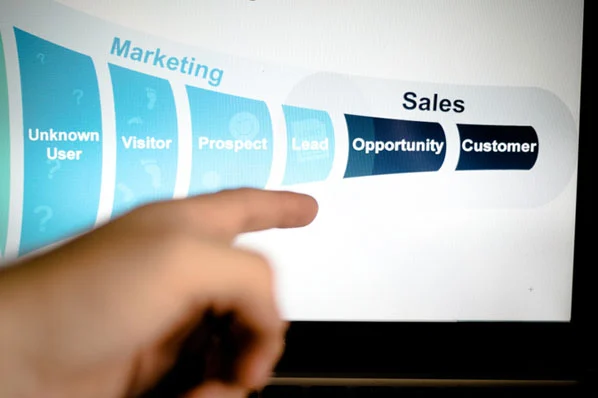 Marketing
Sales
Unknown
User
Visitor
Prospect
Lead
Opportunity
Customer